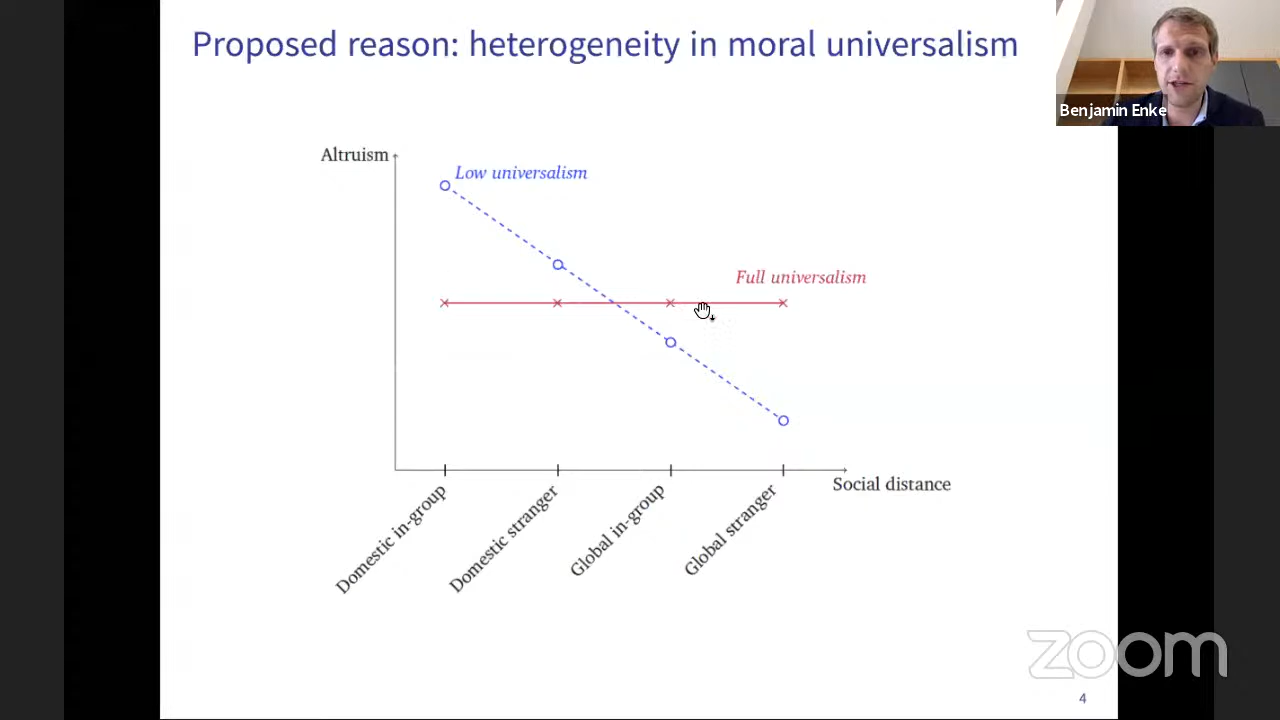 Proposed reason: heterogeneity in moral universalism
Benjamin Enke
Altruism
Low universalism
Full universalism
Social distance
Domestic in-group
Domestic stranger
Global in-group
Global stranger
zoom
4